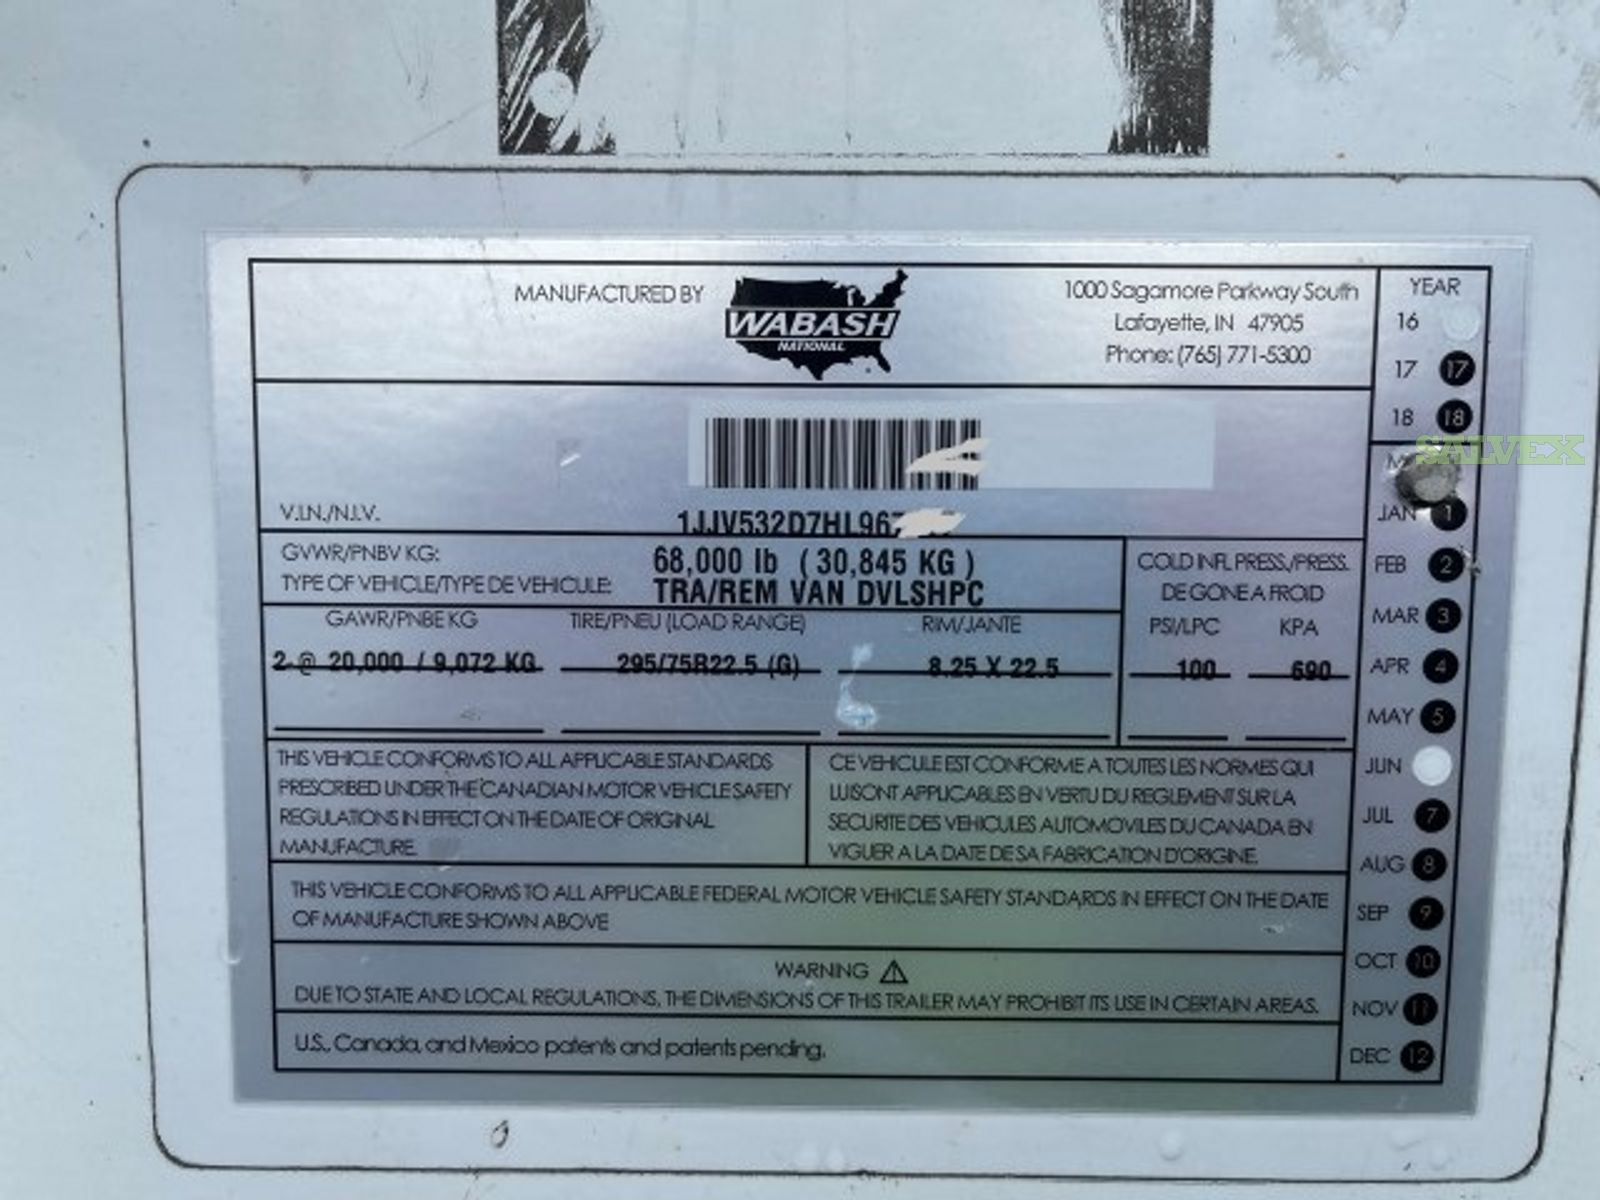 MANUFACTURED BY
WABASH
NATIONAL
1000 Sagamore Parkway South
Lafayette, IN 47905
Phone: (765) 771-5300
YEAR
16
17 17
18 18
SALVEX
V.I.N./N.I.V.
1JJV532D7HL967
GVWR/PNBV KG: 68,000 lb ( 30,845 KG )
TYPE OF VEHICLE/TYPE DE VEHICULE: TRA/REM VAN DVLSHPC
COLD INFL PRESS./PRESS.
DE GONE A FROID
GAWR/PNBE KG TIRE/PNEU (LOAD RANGE) RIM/JANTE PSI/LPC KPA
2 @ 20,000 / 9,072 KG 295/75R22.5 (G) 8.25 X 22.5 100 690
JAN 1
FEB 2
MAR 3
APR 4
MAY 5
JUN
JUL 7
AUG 8
SEP 9
OCT 10
NOV 11
DEC 12
THIS VEHICLE CONFORMS TO ALL APPLICABLE STANDARDS
PRESCRIBED UNDER THE CANADIAN MOTOR VEHICLE SAFETY
REGULATIONS IN EFFECT ON THE DATE OF ORIGINAL
MANUFACTURE.
CE VEHICULE EST CONFORME A TOUTES LES NORMES QUI
LUISONT APPLICABLES EN VERTU DU REGLEMENT SUR LA
SECURITE DES VEHICULES AUTOMOVILES DU CANADA EN
VIGUER A LA DATE DE SA FABRICATION D'ORIGINE.
THIS VEHICLE CONFORMS TO ALL APPLICABLE FEDERAL MOTOR VEHICLE SAFETY STANDARDS IN EFFECT ON THE DATE
OF MANUFACTURE SHOWN ABOVE
WARNING
DUE TO STATE AND LOCAL REGULATIONS, THE DIMENSIONS OF THIS TRAILER MAY PROHIBIT ITS USE IN CERTAIN AREAS.
U.S., Canada, and Mexico patents and patents pending.